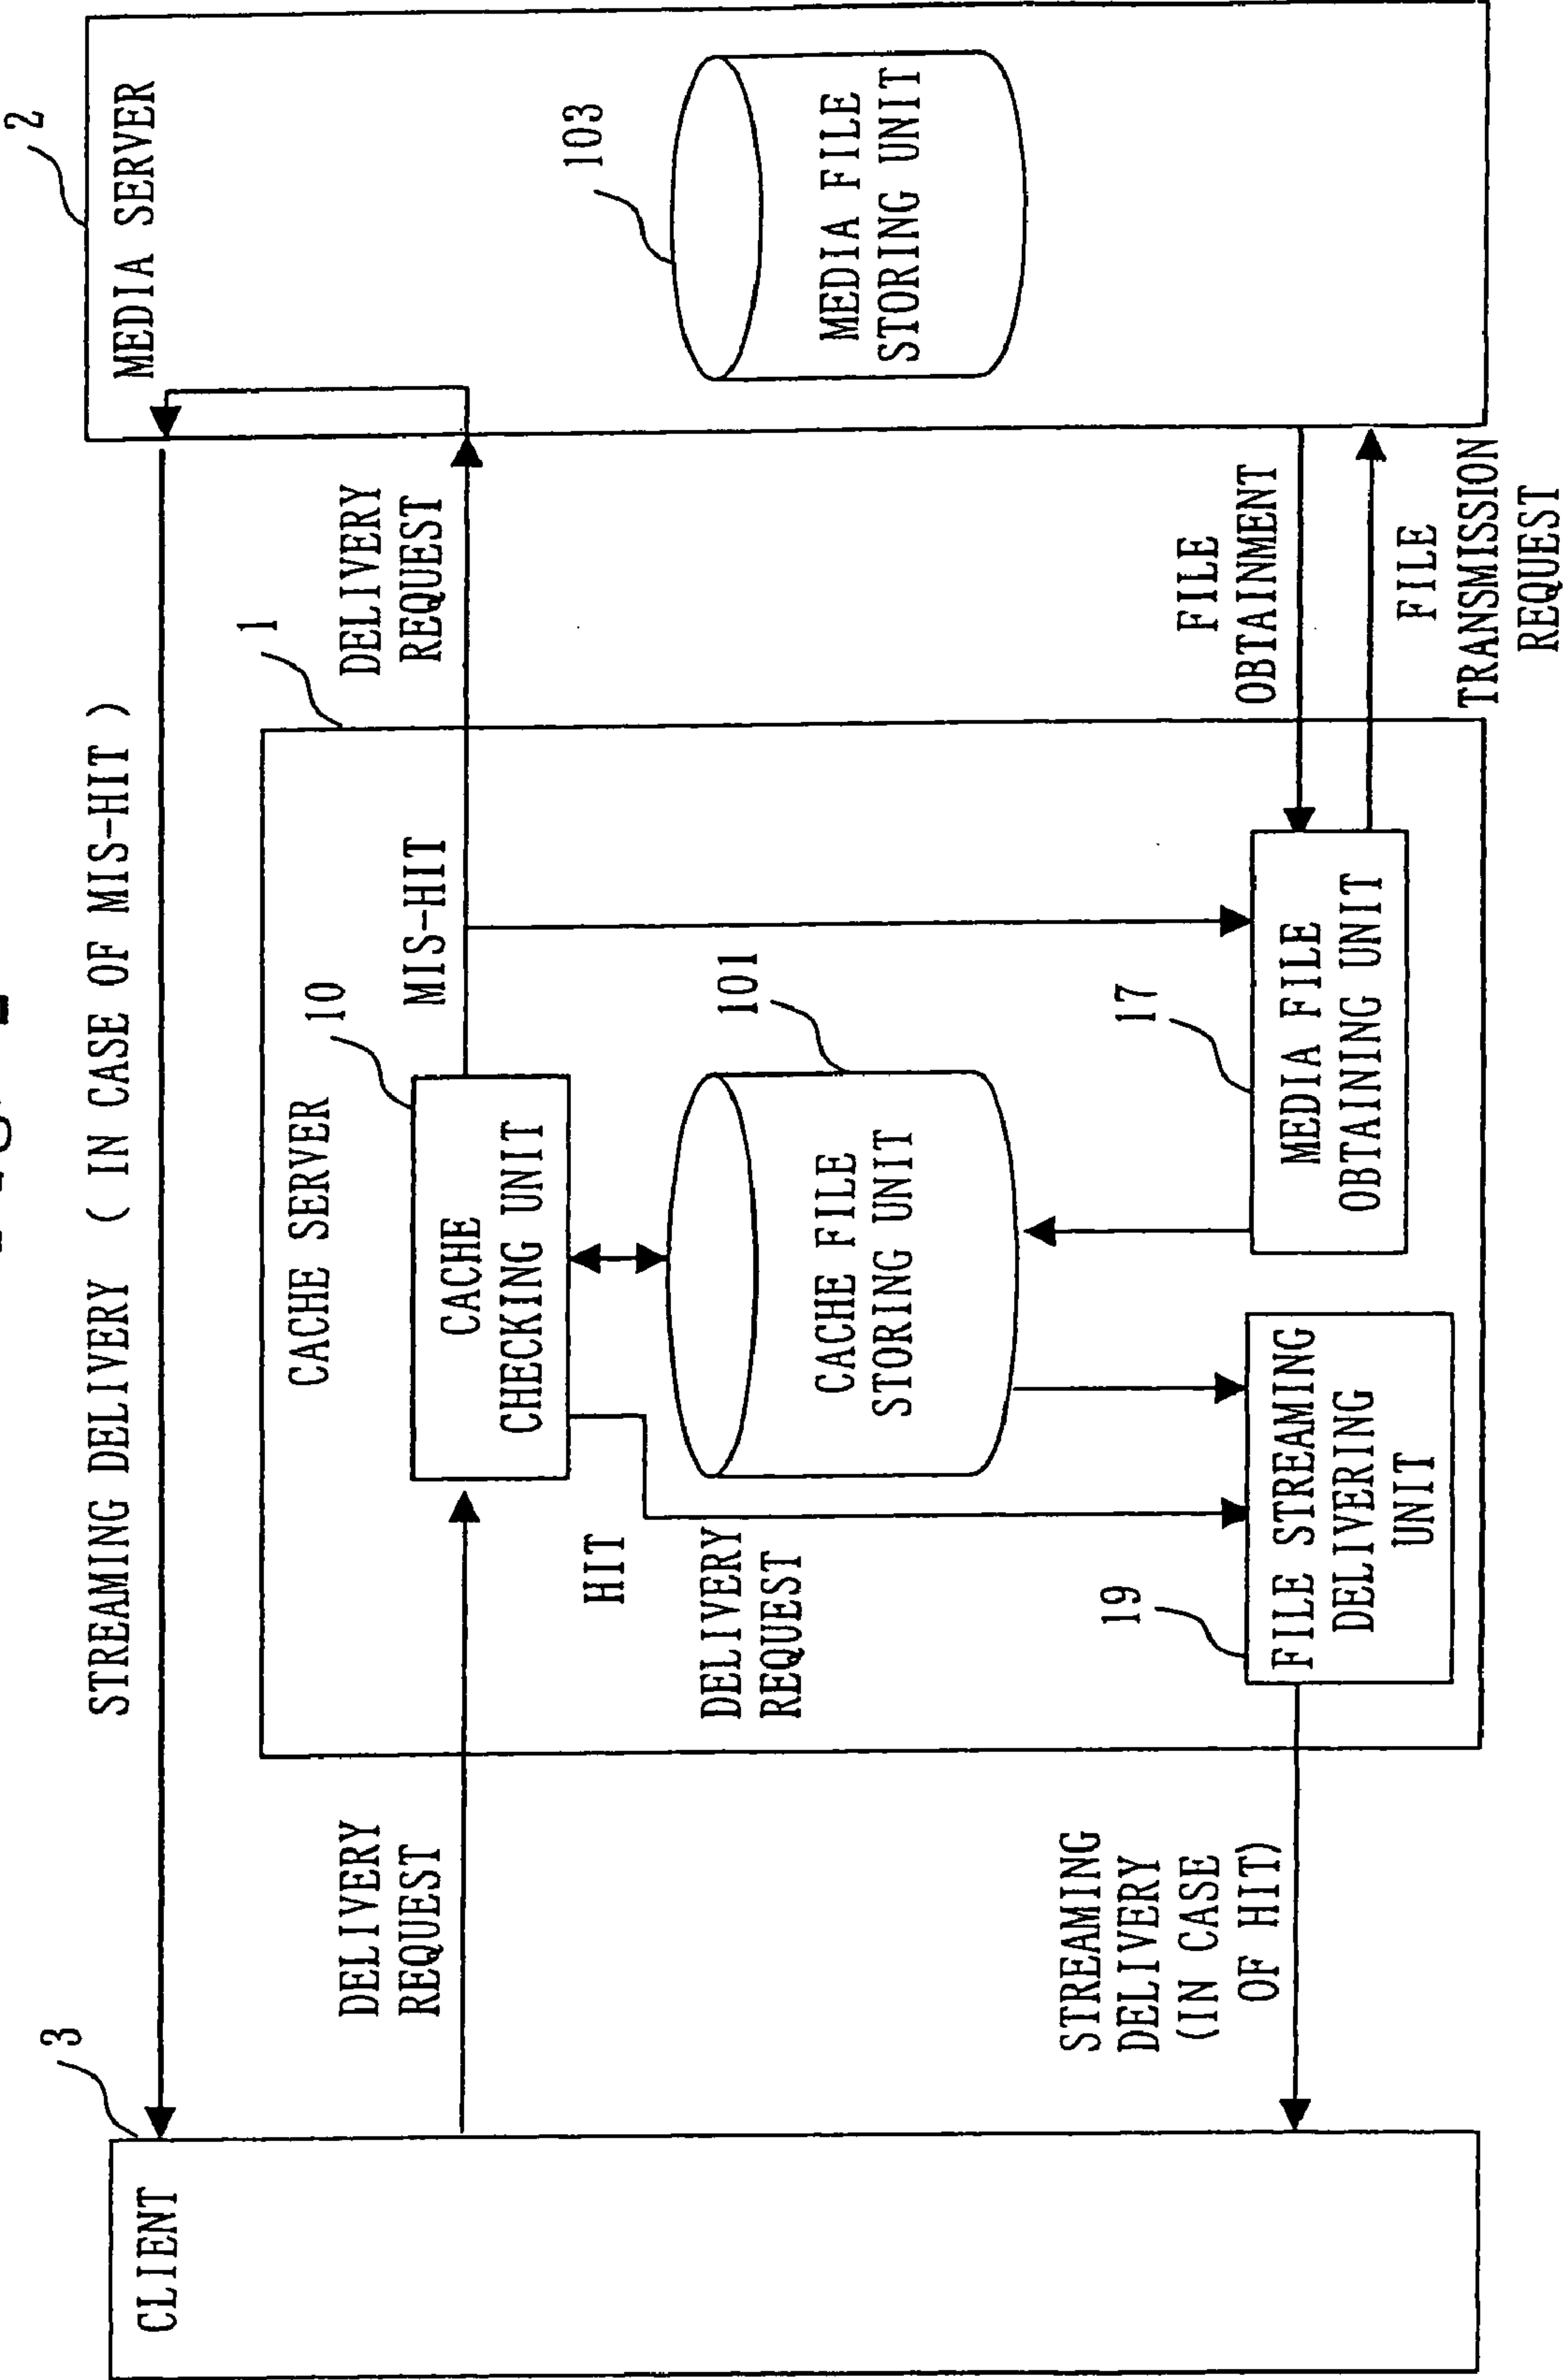 STREAMING DELIVERY ( IN CASE OF MIS-HIT )
3
CLIENT
DELIVERY
REQUEST
STREAMING
DELIVERY
(IN CASE
OF HIT)
1
CACHE SERVER
10
CACHE
CHECKING UNIT
MIS-HIT
HIT
DELIVERY
REQUEST
101
CACHE FILE
STORING UNIT
19
FILE STREAMING
DELIVERING
UNIT
17
MEDIA FILE
OBTAINING UNIT
DELIVERY
REQUEST
FILE
OBTAINMENT
FILE
TRANSMISSION
REQUEST
2
MEDIA SERVER
103
MEDIA FILE
STORING UNIT